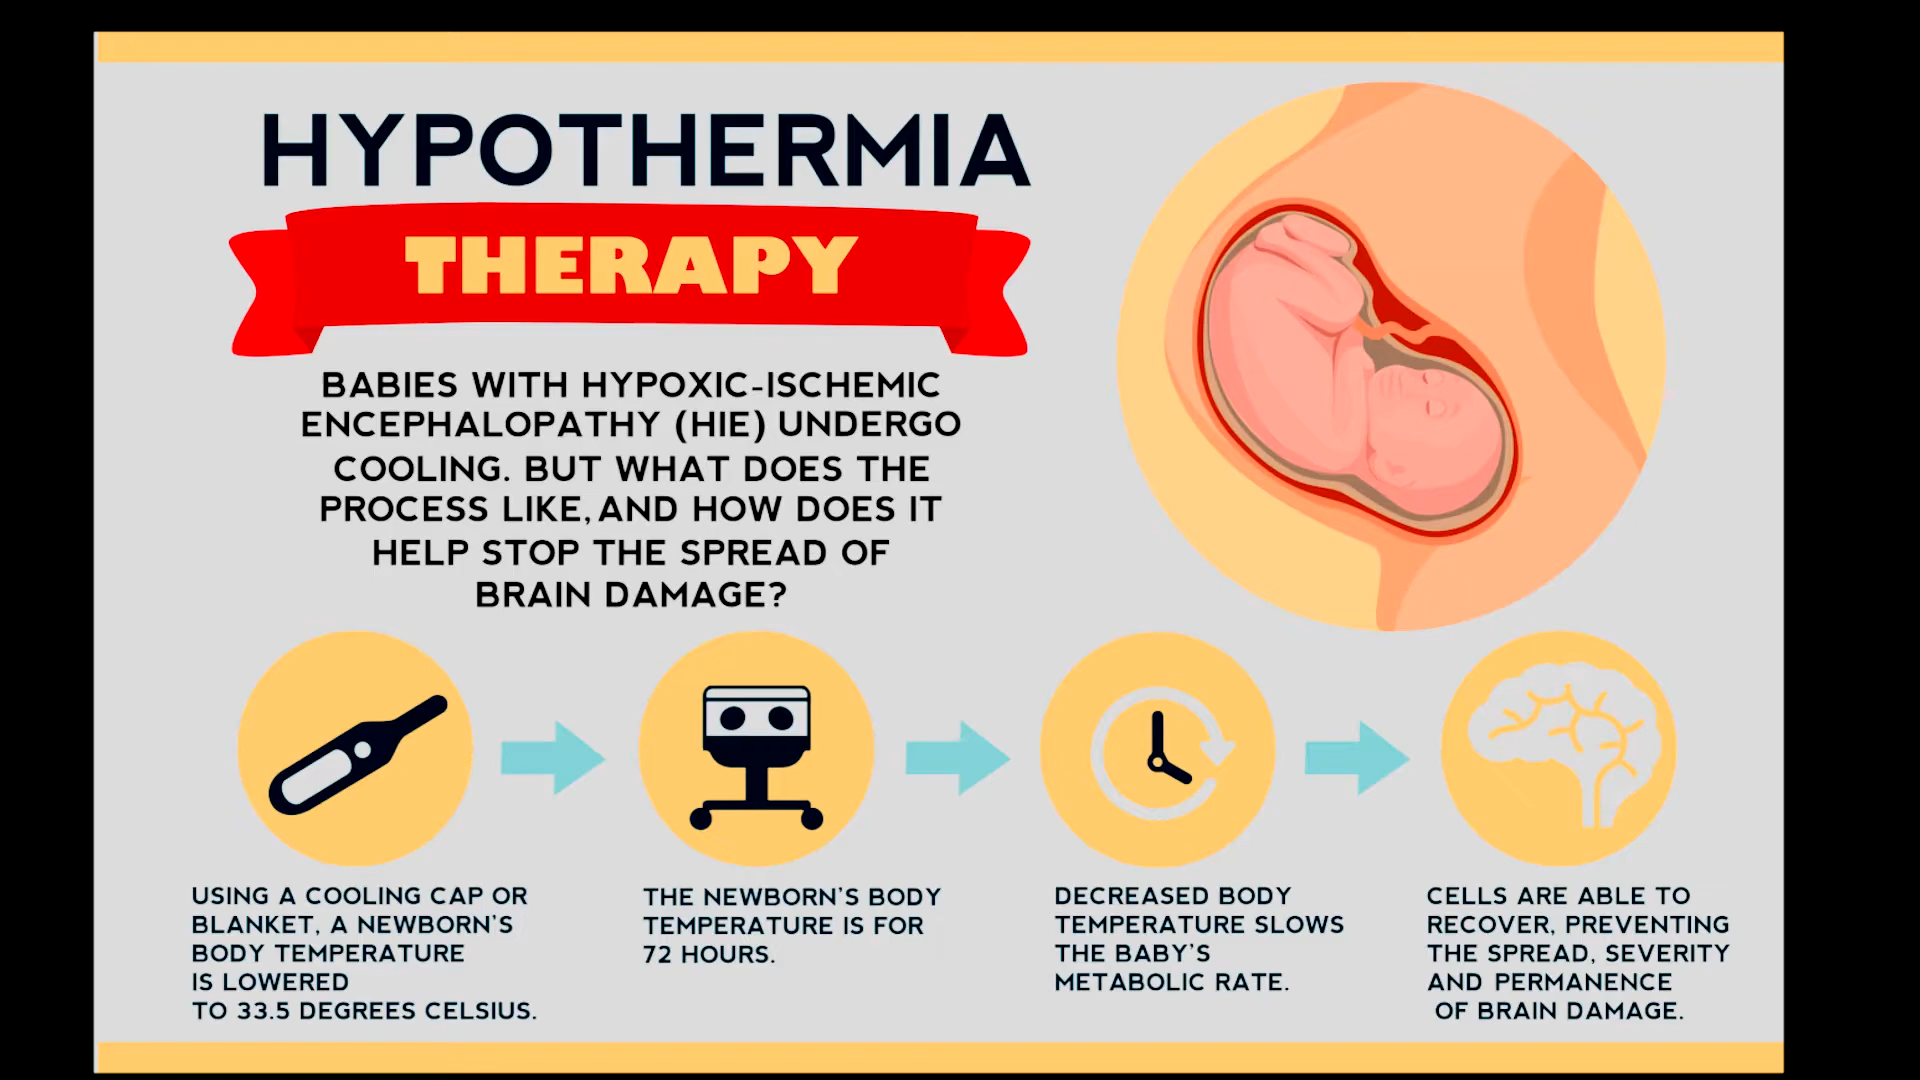 HYPOTHERMIA
THERAPY
BABIES WITH HYPOXIC-ISCHEMIC
ENCEPHALOPATHY (HIE) UNDERGO
COOLING. BUT WHAT DOES THE
PROCESS LIKE, AND HOW DOES IT
HELP STOP THE SPREAD OF
BRAIN DAMAGE?
USING A COOLING CAP OR
BLANKET, A NEWBORN'S
BODY TEMPERATURE
IS LOWERED
TO 33.5 DEGREES CELSIUS.
THE NEWBORN'S BODY
TEMPERATURE IS FOR
72 HOURS.
DECREASED BODY
TEMPERATURE SLOWS
THE BABY'S
METABOLIC RATE.
CELLS ARE ABLE TO
RECOVER, PREVENTING
THE SPREAD, SEVERITY
AND PERMANENCE
OF BRAIN DAMAGE.